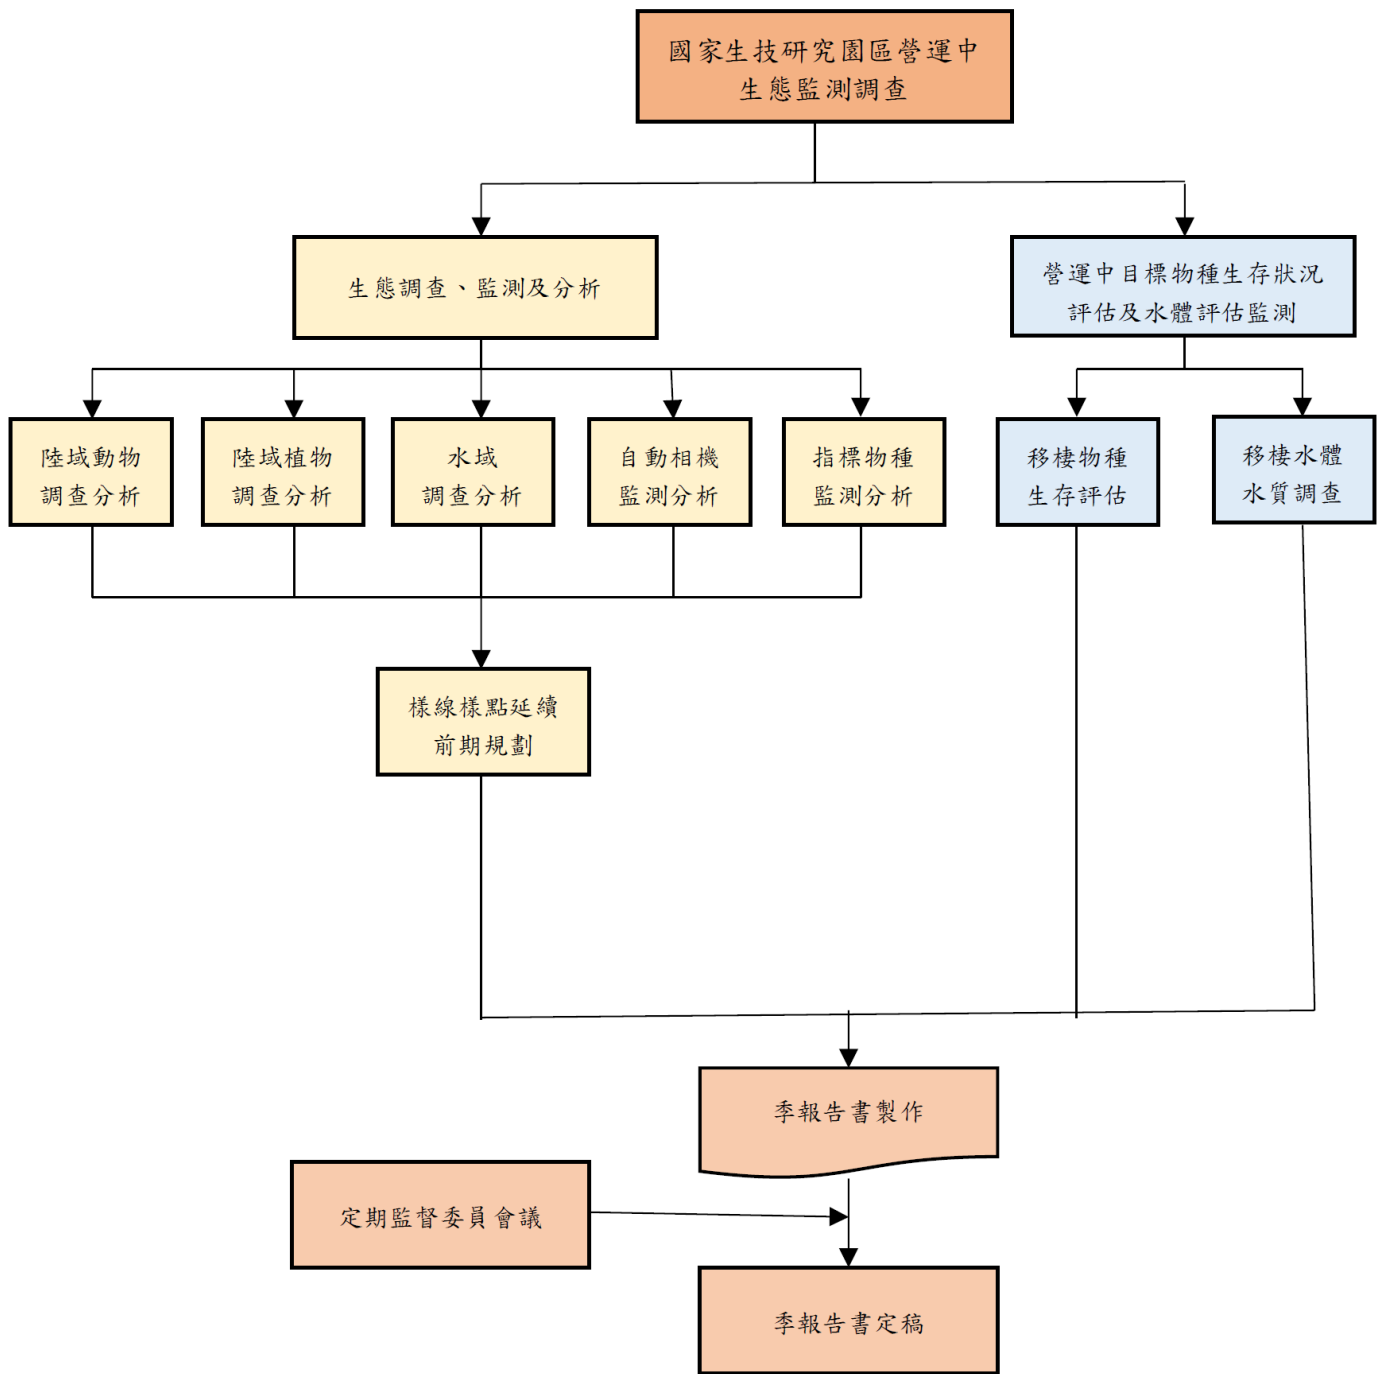 國家生技研究園區營運中
生態監測調查
生態調查、監測及分析
營運中目標物種生存狀況
評估及水體評估監測
陸域動物
調查分析
陸域植物
調查分析
水域
調查分析
自動相機
監測分析
指標物種
監測分析
移棲物種
生存評估
移棲水體
水質調查
樣線樣點延續
前期規劃
季報告書製作
定期監督委員會議
季報告書定稿